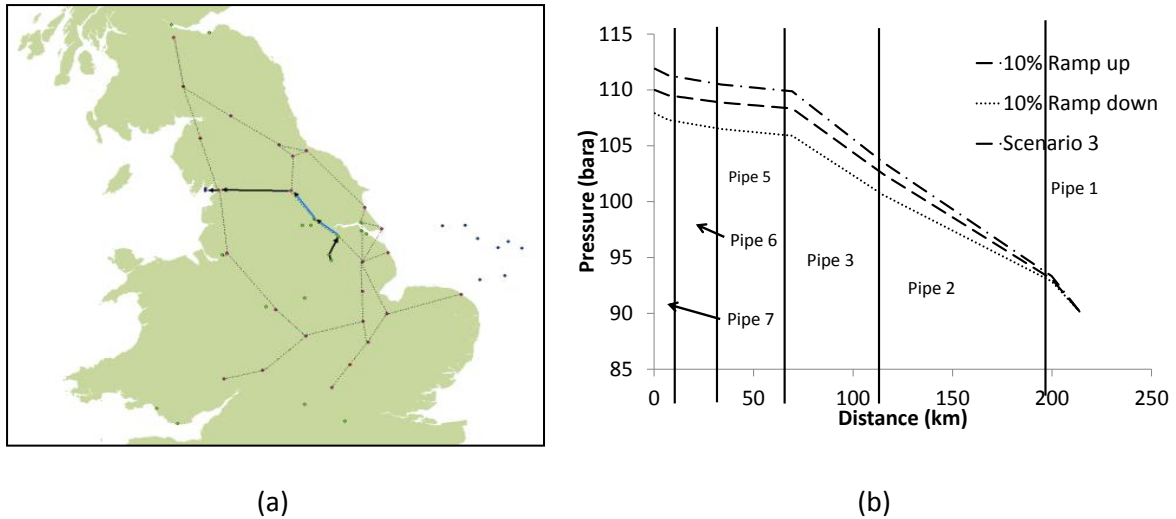 115
110
105
100
95
90
85
Pressure (bara)
10% Ramp up
10% Ramp down
Scenario 3
Pipe 5
Pipe 1
Pipe 6
Pipe 3
Pipe 2
Pipe 7
0 50 100 150 200 250
Distance (km)
(a) (b)